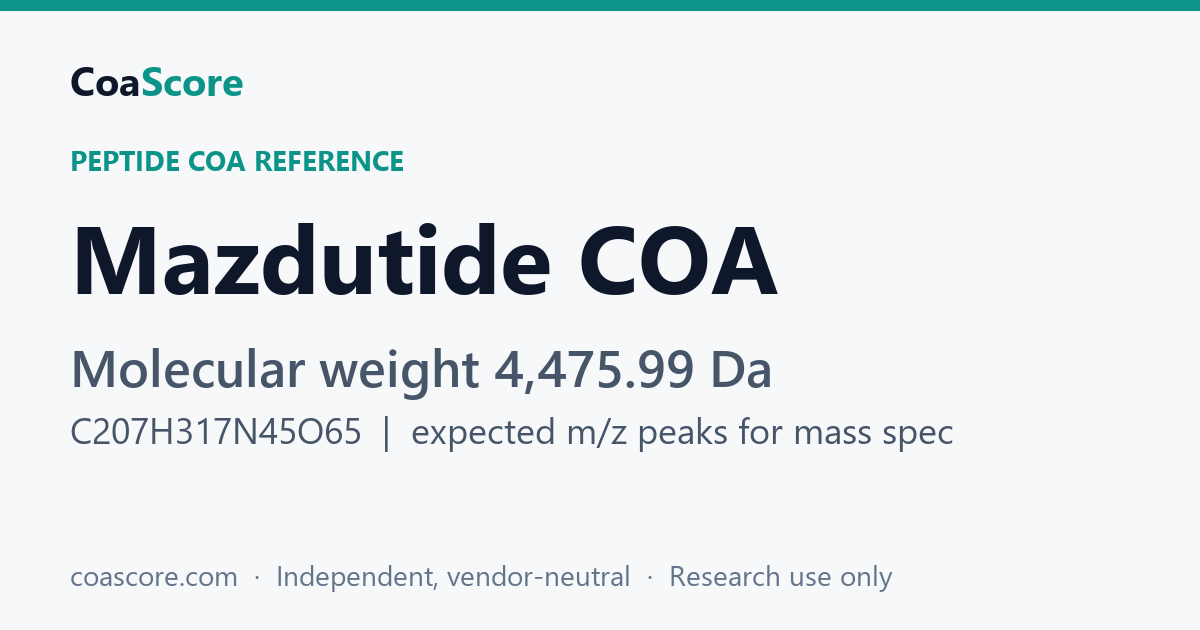 CoaScore
PEPTIDE COA REFERENCE
Mazdutide COA
Molecular weight 4,475.99 Da
C207H317N45O65 | expected m/z peaks for mass spec
coascore.com · Independent, vendor-neutral · Research use only